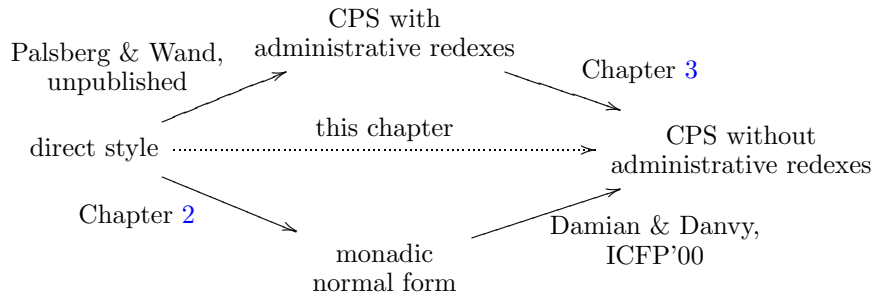 CPS with
administrative redexes
Palsberg & Wand,
unpublished
Chapter 3
this chapter
direct style
CPS without
administrative redexes
Chapter 2
Damian & Danvy,
ICFP'00
monadic
normal form